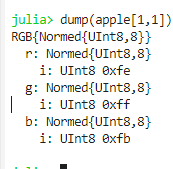 julia> dump(apple[1,1])
RGB{Normed{UInt8,8}}
  r: Normed{UInt8,8}
    i: UInt8 0xfe
  g: Normed{UInt8,8}
    i: UInt8 0xff
  b: Normed{UInt8,8}
    i: UInt8 0xfb